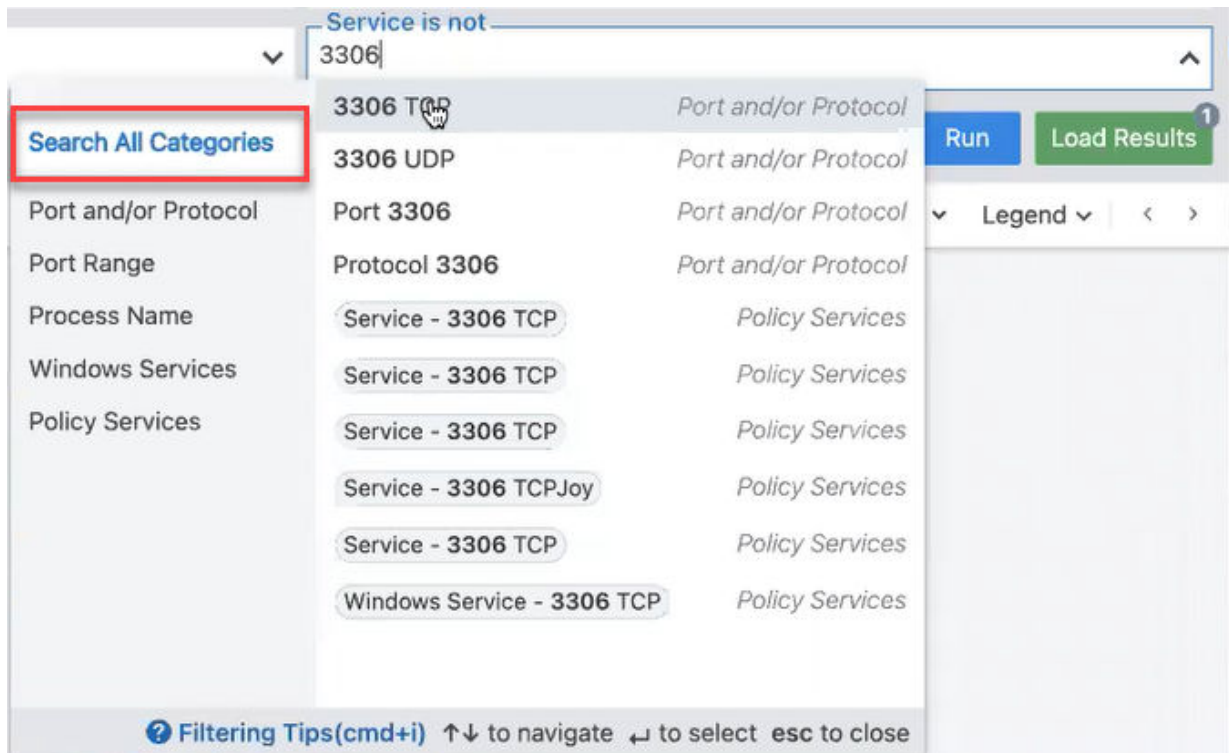 Service is not
3306
Search All Categories
Port and/or Protocol
Port Range
Process Name
Windows Services
Policy Services
3306 TCP Port and/or Protocol
3306 UDP Port and/or Protocol
Port 3306 Port and/or Protocol
Protocol 3306 Port and/or Protocol
Service - 3306 TCP Policy Services
Service - 3306 TCP Policy Services
Service - 3306 TCP Policy Services
Service - 3306 TCPJoy Policy Services
Service - 3306 TCP Policy Services
Windows Service - 3306 TCP Policy Services
Run Load Results 1
Legend
Filtering Tips(cmd+i) ↑↓ to navigate ↵ to select esc to close